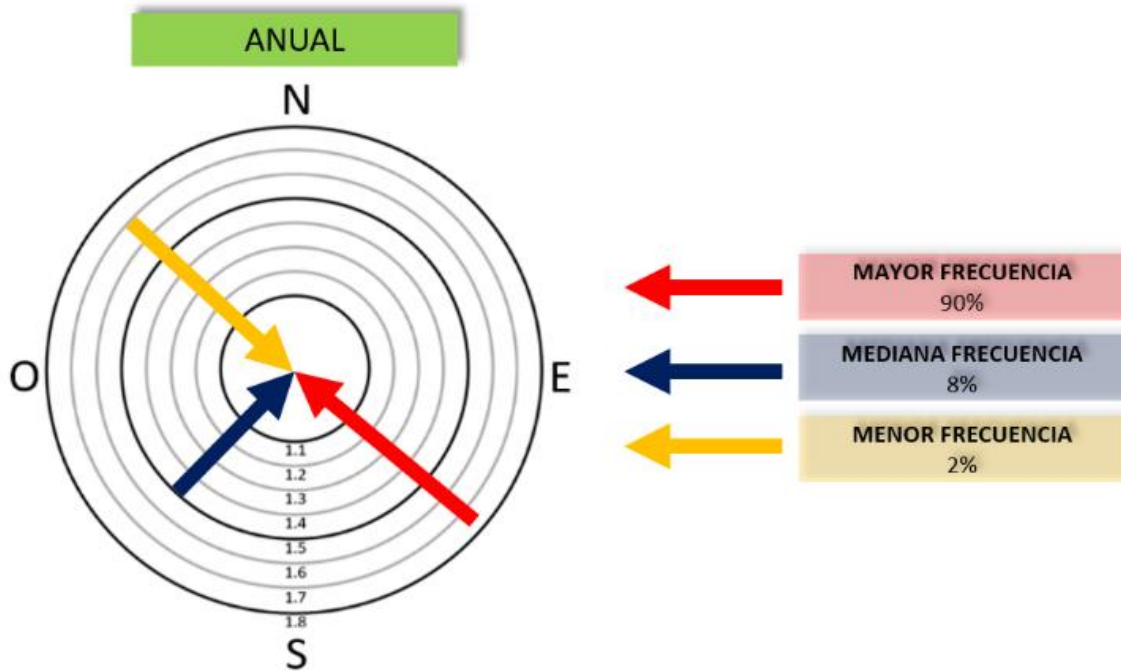 ANUAL
N
O
E
1.1
1.2
1.3
1.4
1.5
1.6
1.7
1.8
S
MAYOR FRECUENCIA
90%
MEDIANA FRECUENCIA
8%
MENOR FRECUENCIA
2%